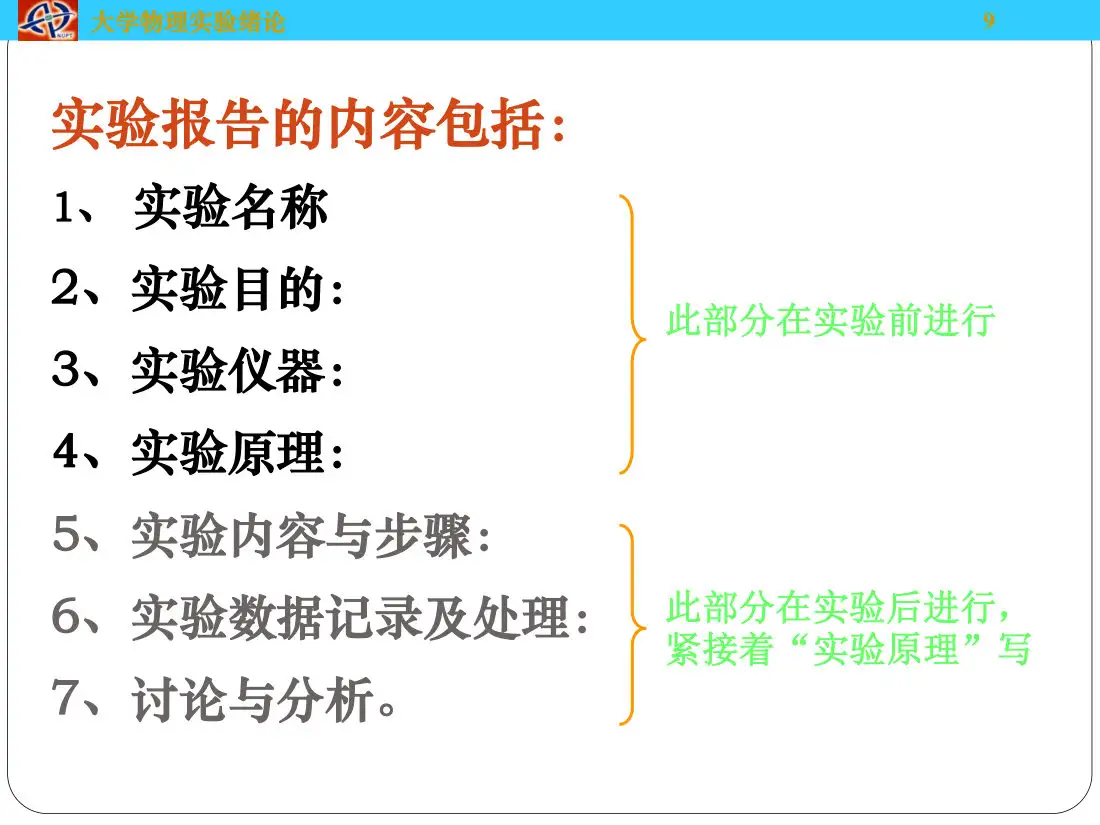 大学物理实验绪论
9
实验报告的内容包括：
1、 实验名称
2、实验目的：
3、实验仪器：
4、实验原理：
此部分在实验前进行
5、实验内容与步骤：
6、实验数据记录及处理：
7、讨论与分析。
此部分在实验后进行，
紧接着“实验原理”写